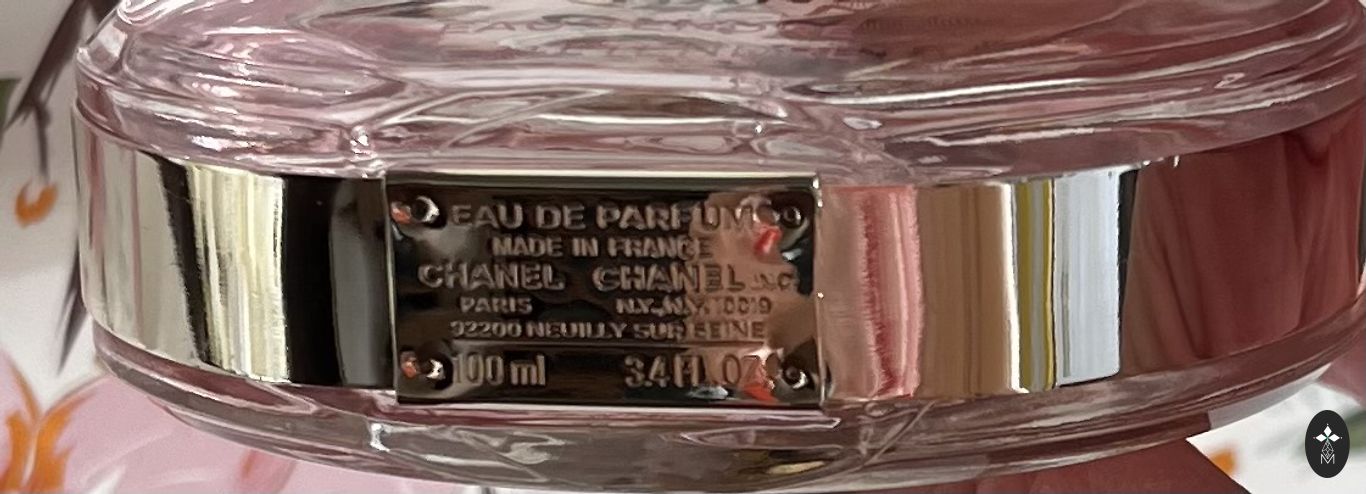 EAU DE PARFUM
MADE IN FRANCE
CHANEL CHANEL INC
PARIS N.Y., N.Y. 10019
92200 NEUILLY SUR SEINE
100 ml 3.4 FL. OZ.